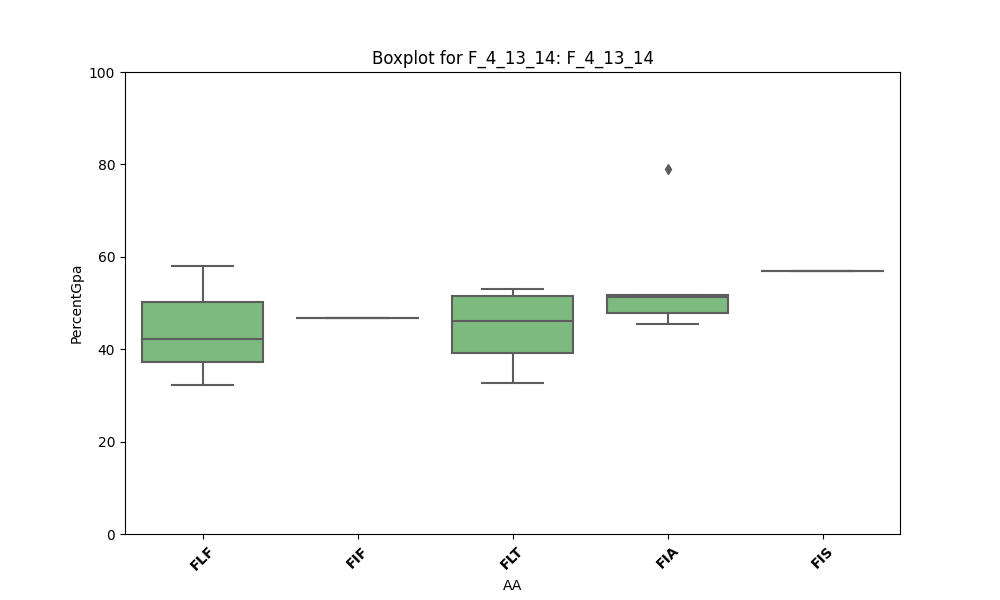 Boxplot for F_4_13_14: F_4_13_14
PercentGpa
100
80
60
40
20
0
FLF
FIF
FLT
FIA
FIS
AA